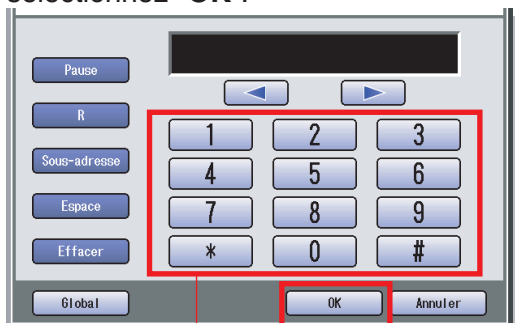 sélectionnez "OK".
Pause
R
1 2 3
Sous-adresse
4 5 6
Espace
7 8 9
Effacer
* 0 #
Global OK Annuler